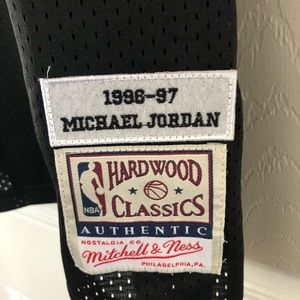 1996-97
MICHAEL JORDAN
NBA
HARDWOOD
CLASSICS
AUTHENTIC
NOSTALGIA CO.
Mitchell & Ness
PHILADELPHIA, PA.